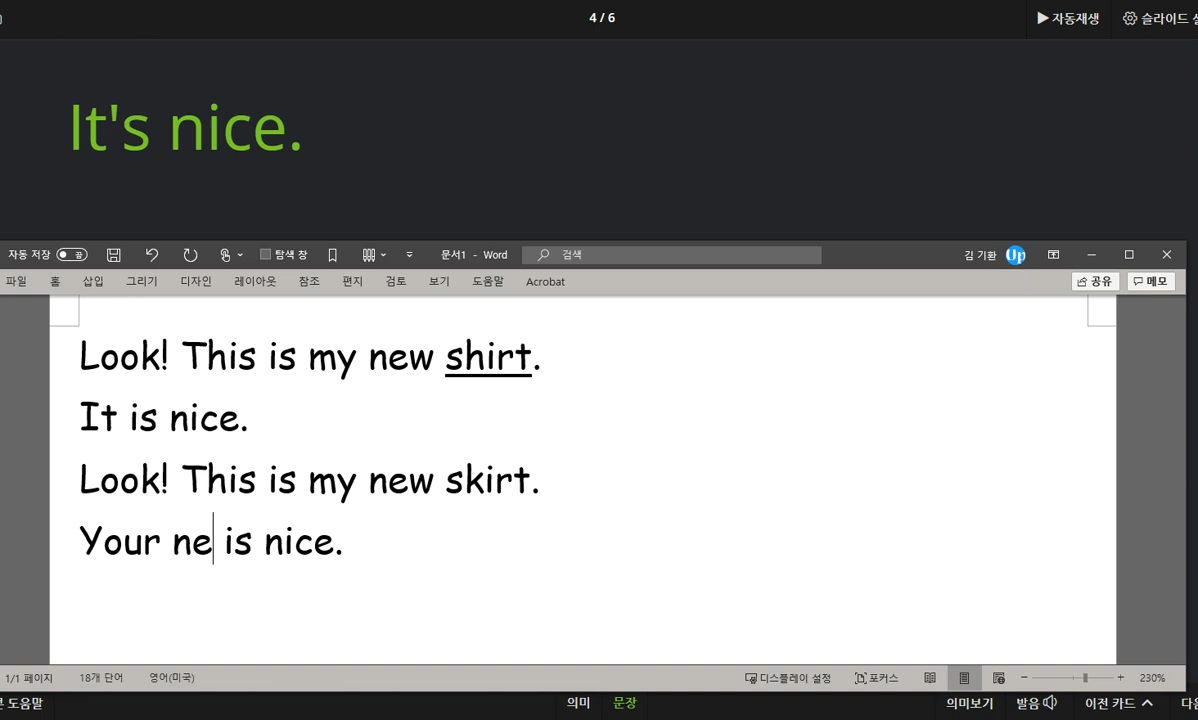 4 / 6
▶자동재생
슬라이드
It's nice.
자동 저장
끔
탐색 창
문서1 - Word
검색
김 기환
Up
파일 홈 삽입 그리기 디자인 레이아웃 참조 편지 검토 보기 도움말 Acrobat
공유
메모
Look! This is my new shirt.
It is nice.
Look! This is my new skirt.
Your ne is nice.
1/1 페이지 18개 단어 영어(미국)
디스플레이 설정
포커스
- + 230%
도움말
의미 문장
의미보기 발음 이전 카드